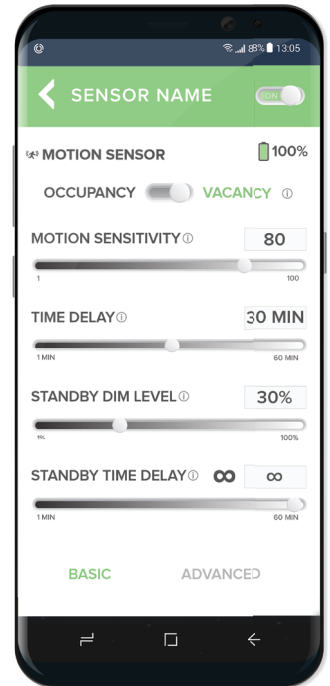 88% 13:05
SENSOR NAME
ON
MOTION SENSOR 100%
OCCUPANCY VACANCY ⓘ
MOTION SENSITIVITY ⓘ 80
1 100
TIME DELAY ⓘ 30 MIN
1 MIN 60 MIN
STANDBY DIM LEVEL ⓘ 30%
1% 100%
STANDBY TIME DELAY ⓘ ∞ ∞
1 MIN 60 MIN
BASIC ADVANCED